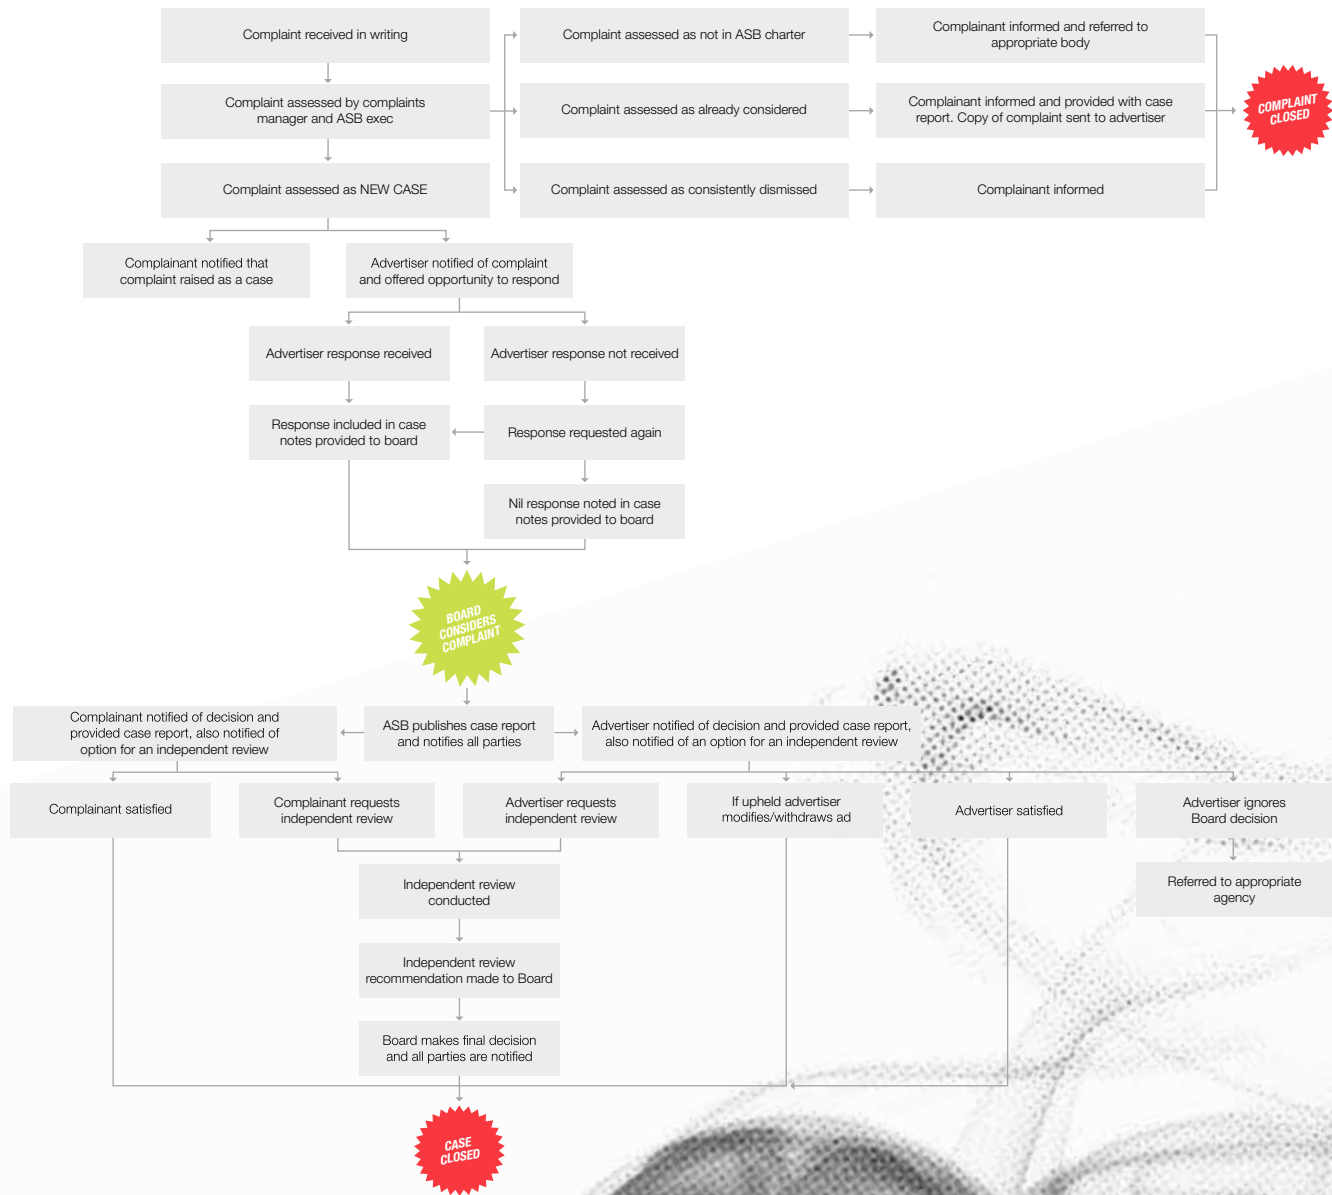 Complaint received in writing
Complaint assessed as not in ASB charter
Complainant informed and referred to
appropriate body
Complaint assessed by complaints
manager and ASB exec
Complaint assessed as already considered
Complainant informed and provided with case
report. Copy of complaint sent to advertiser
COMPLAINT
CLOSED
Complaint assessed as NEW CASE
Complaint assessed as consistently dismissed
Complainant informed
Complainant notified that
complaint raised as a case
Advertiser notified of complaint
and offered opportunity to respond
Advertiser response received
Advertiser response not received
Response included in case
notes provided to board
Response requested again
Nil response noted in case
notes provided to board
BOARD
CONSIDERS
COMPLAINT
Complainant notified of decision and
provided case report, also notified of
option for an independent review
ASB publishes case report
and notifies all parties
Advertiser notified of decision and provided case report,
also notified of an option for an independent review
Complainant satisfied
Complainant requests
independent review
Advertiser requests
independent review
If upheld advertiser
modifies/withdraws ad
Advertiser satisfied
Advertiser ignores
Board decision
Independent review
conducted
Referred to appropriate
agency
Independent review
recommendation made to Board
Board makes final decision
and all parties are notified
CASE
CLOSED